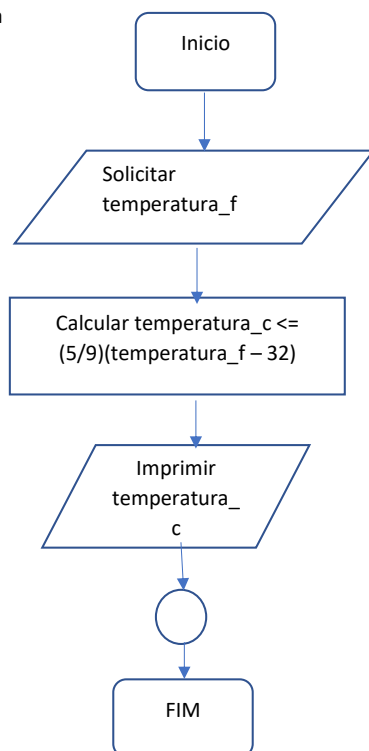 Inicio
Solicitar
temperatura_f
Calcular temperatura_c <=
(5/9)(temperatura_f – 32)
Imprimir
temperatura_
c
FIM